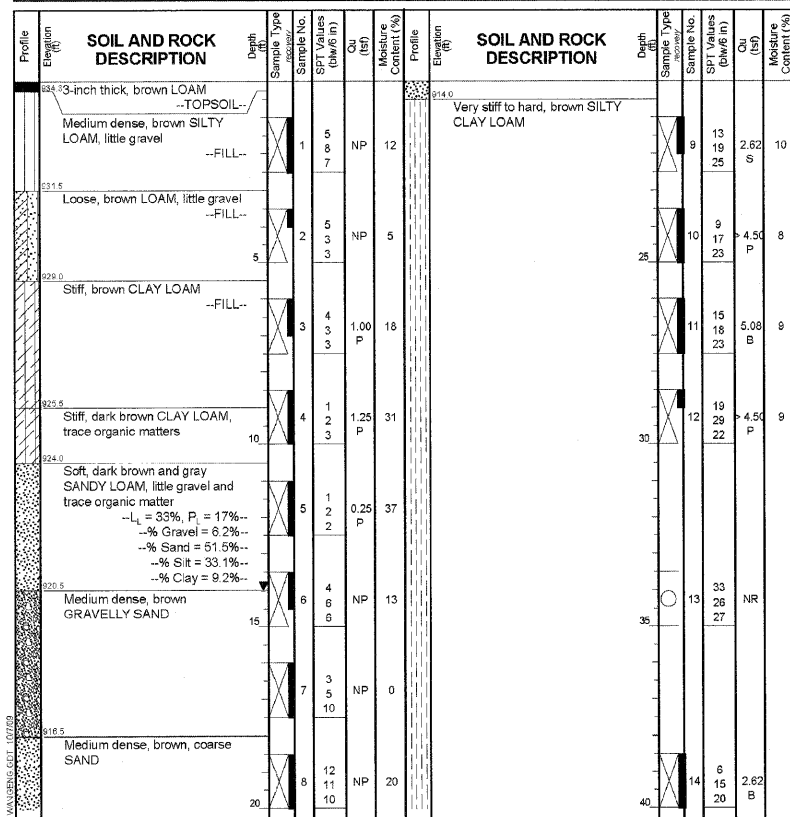 Profile
Elevation (ft)
SOIL AND ROCK
DESCRIPTION
Depth (ft)
Sample Type
recovery
Sample No.
SPT Values (blw/6 in)
Qu (tsf)
Moisture Content (%)
934.3 3-inch thick, brown LOAM
--TOPSOIL--
Medium dense, brown SILTY
LOAM, little gravel
--FILL--
1
5
8
7
NP
12
931.5
Loose, brown LOAM, little gravel
--FILL--
2
5
3
3
NP
5
5
929.0
Stiff, brown CLAY LOAM
--FILL--
3
4
3
3
1.00
P
18
925.5
Stiff, dark brown CLAY LOAM,
trace organic matters
10
4
1
2
3
1.25
P
31
924.0
Soft, dark brown and gray
SANDY LOAM, little gravel and
trace organic matter
--LL = 33%, PL = 17%--
--% Gravel = 6.2%--
--% Sand = 51.5%--
--% Silt = 33.1%--
--% Clay = 9.2%--
5
1
2
2
0.25
P
37
920.5
Medium dense, brown
GRAVELLY SAND
15
6
4
6
6
NP
13
7
3
5
10
NP
0
916.5
Medium dense, brown, coarse
SAND
20
8
12
11
10
NP
20
WANGENG.GDT 10/7/09
Profile
Elevation (ft)
SOIL AND ROCK
DESCRIPTION
Depth (ft)
Sample Type
recovery
Sample No.
SPT Values (blw/6 in)
Qu (tsf)
Moisture Content (%)
914.0
Very stiff to hard, brown SILTY
CLAY LOAM
9
13
19
25
2.62
S
10
25
10
9
17
23
> 4.50
P
8
11
15
18
23
5.08
B
9
30
12
19
29
22
> 4.50
P
9
35
13
33
26
27
NR
40
14
6
15
20
2.62
B